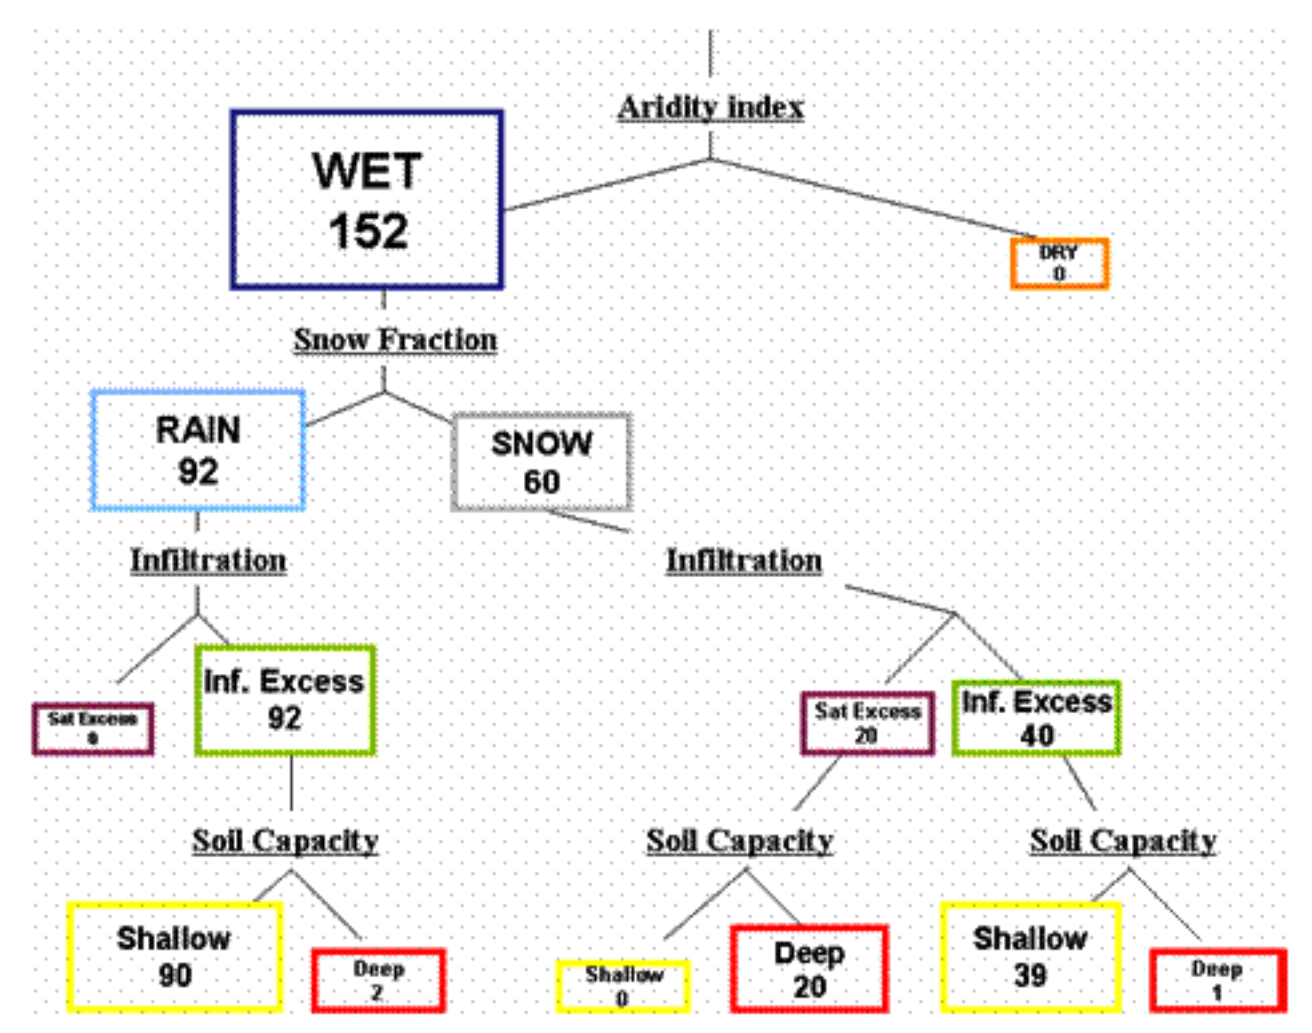 Aridity index
WET
152
DRY
0
Snow Fraction
RAIN
92
SNOW
60
Infiltration
Infiltration
Sat Excess
0
Inf. Excess
92
Sat Excess
20
Inf. Excess
40
Soil Capacity
Soil Capacity
Soil Capacity
Shallow
90
Deep
2
Shallow
0
Deep
20
Shallow
39
Deep
1